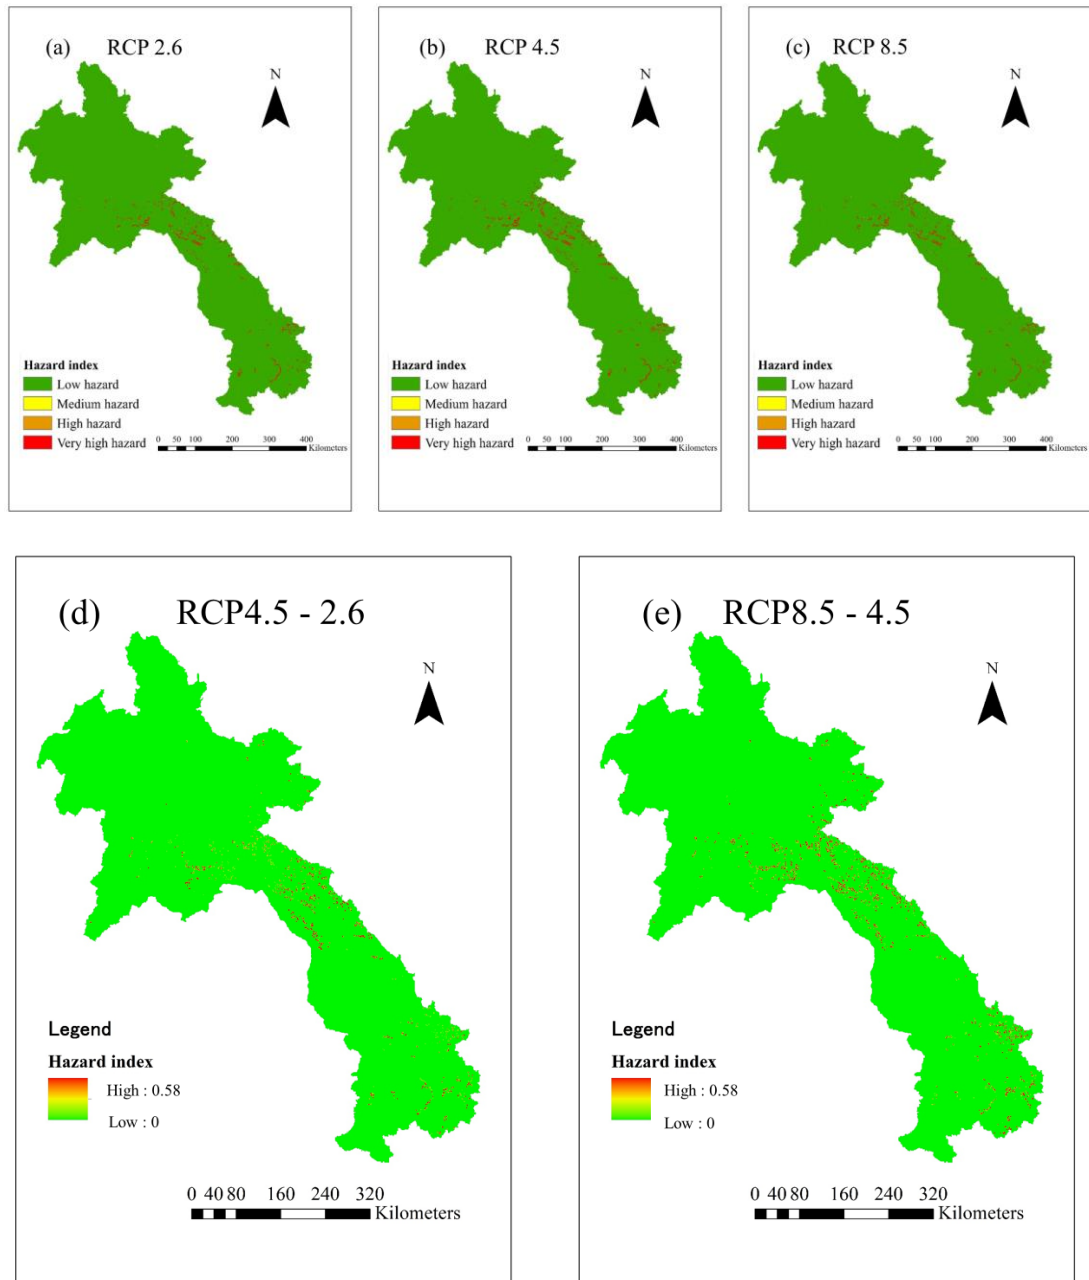 (a) RCP 2.6
N
Hazard index
Low hazard
Medium hazard
High hazard
Very high hazard
0 50 100 200 300 400
Kilometers
(b) RCP 4.5
N
Hazard index
Low hazard
Medium hazard
High hazard
Very high hazard
0 50 100 200 300 400
Kilometers
(c) RCP 8.5
N
Hazard index
Low hazard
Medium hazard
High hazard
Very high hazard
0 50 100 200 300 400
Kilometers
(d) RCP4.5 - 2.6
N
Legend
Hazard index
High : 0.58
Low : 0
0 40 80 160 240 320
Kilometers
(e) RCP8.5 - 4.5
N
Legend
Hazard index
High : 0.58
Low : 0
0 40 80 160 240 320
Kilometers